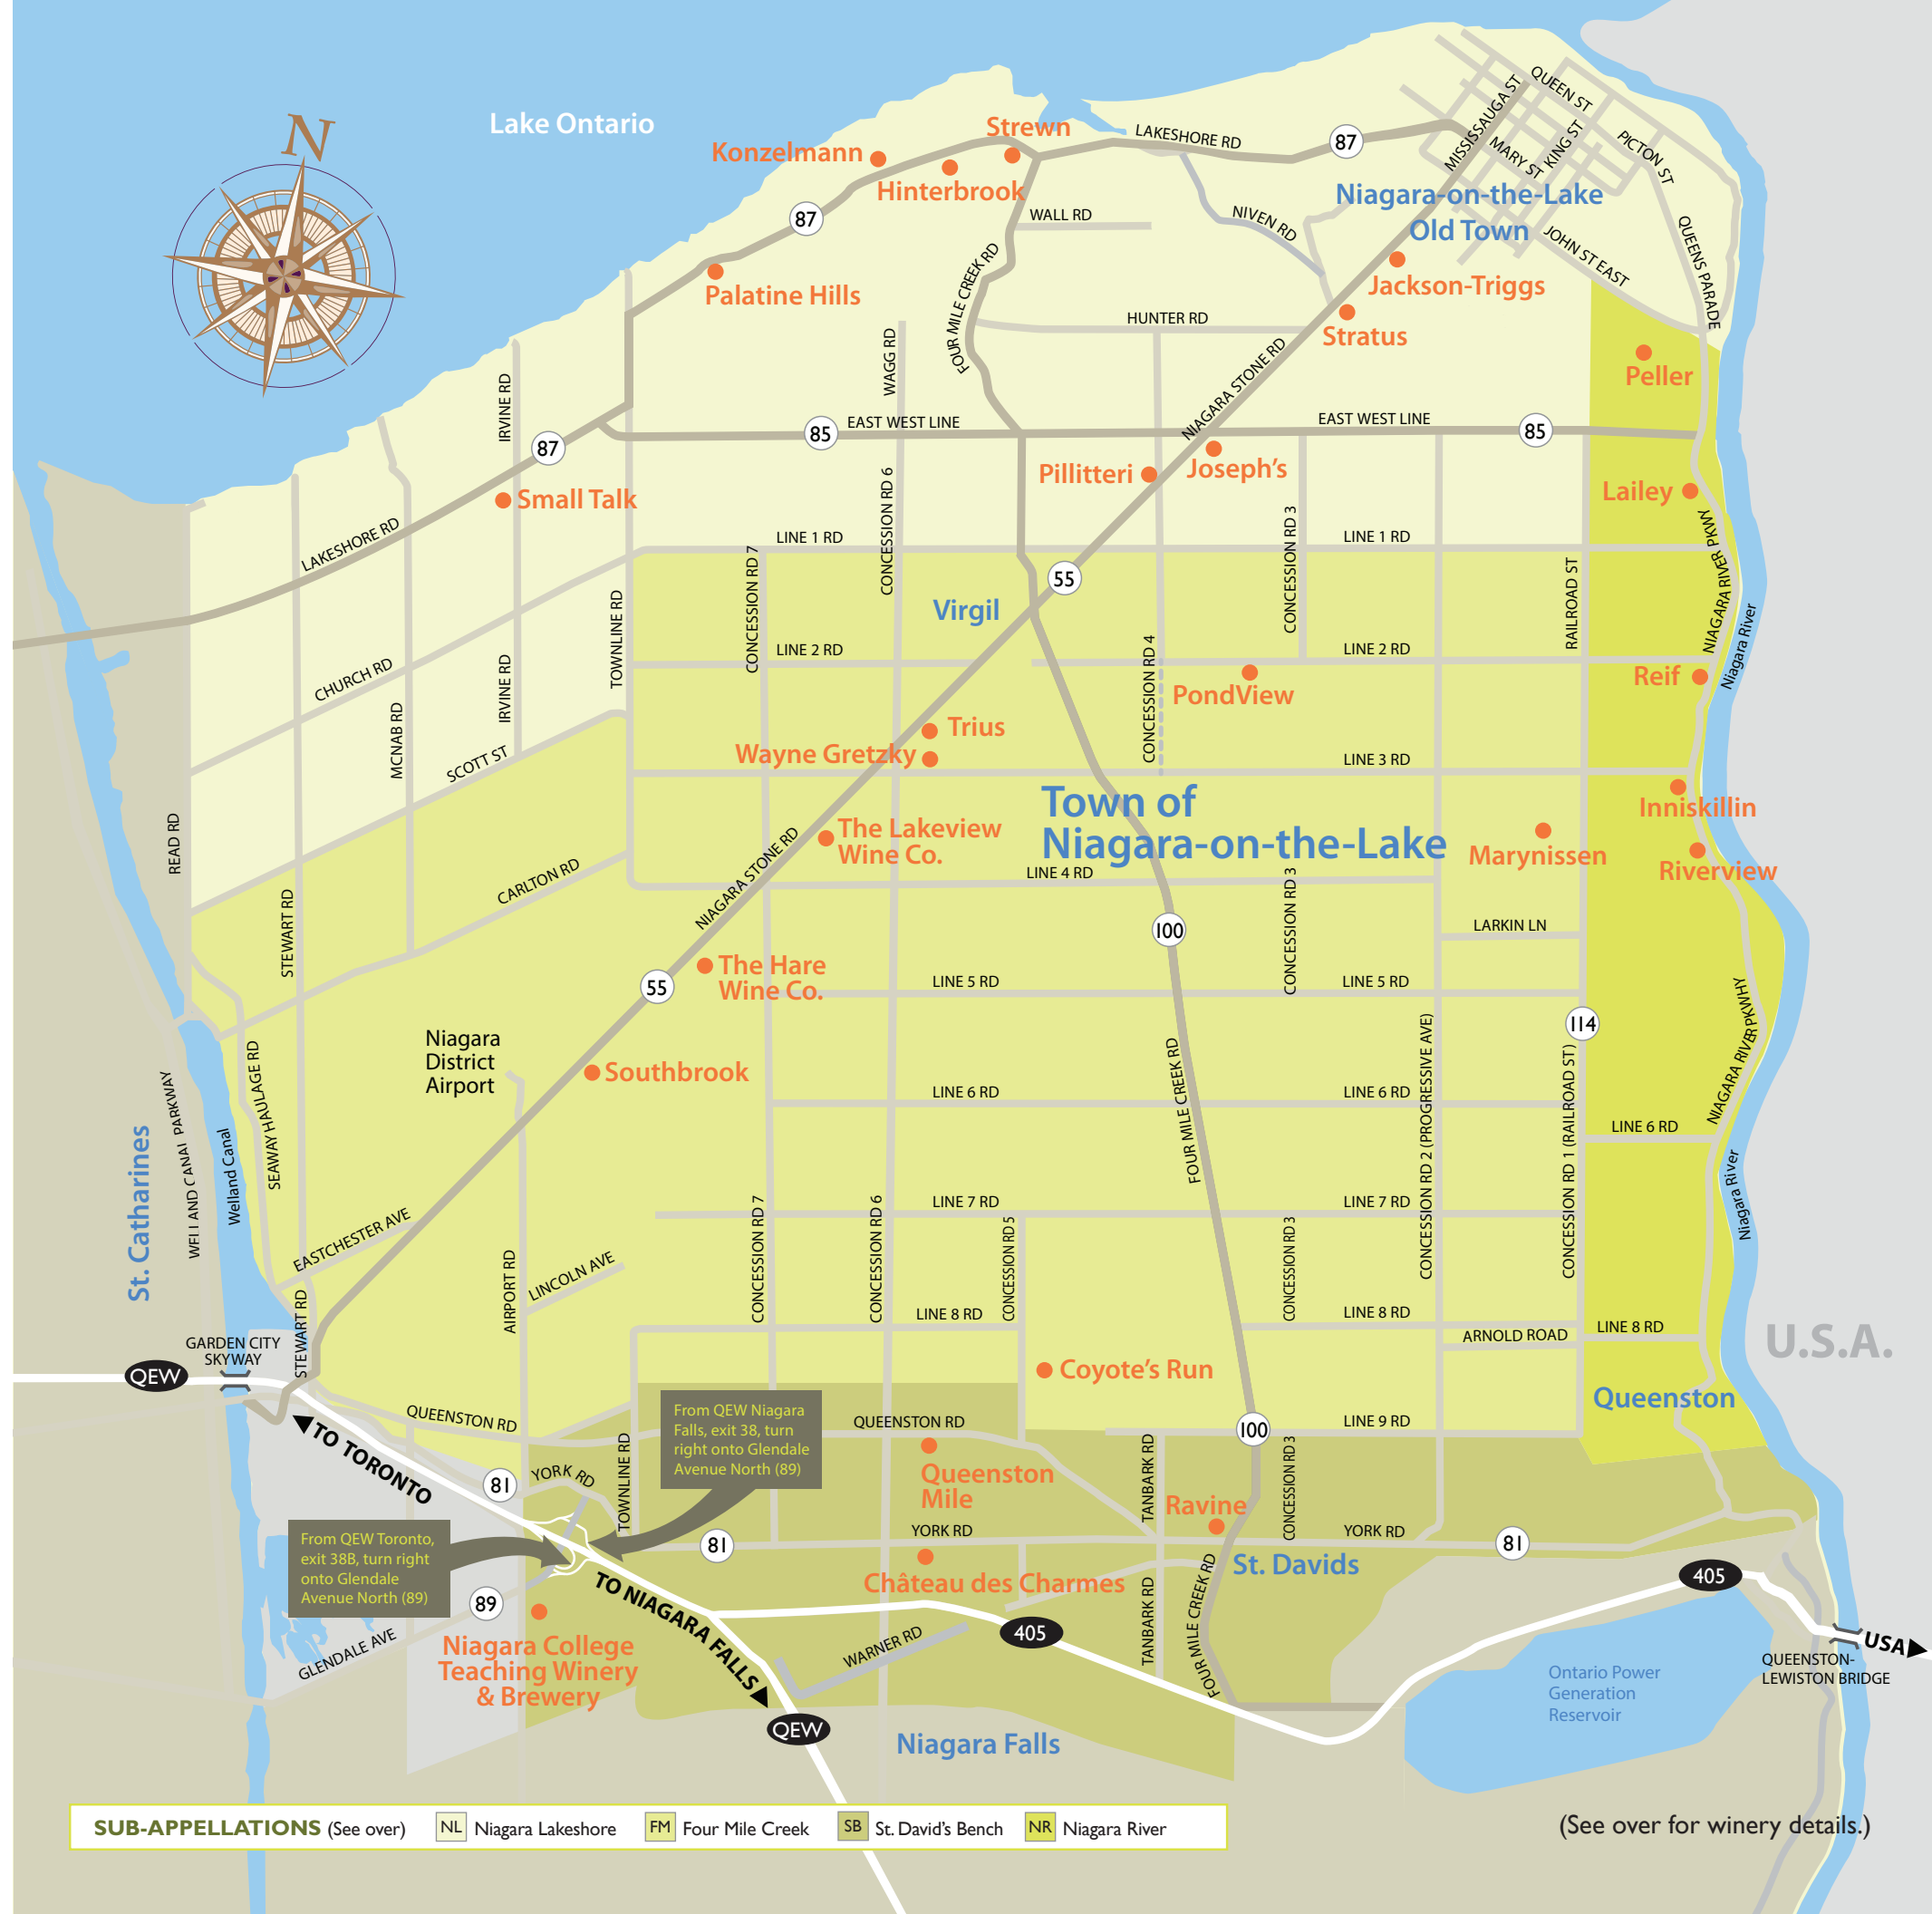 N
Lake Ontario
Konzelmann
Strewn
Hinterbrook
LAKESHORE RD
87
MISSISSAUGA ST
QUEEN ST
MARY ST
KING ST
PICTON ST
Niagara-on-the-Lake
Old Town
87
WALL RD
NIVEN RD
JOHN ST EAST
QUEENS PARADE
Palatine Hills
FOUR MILE CREEK RD
Jackson-Triggs
HUNTER RD
Stratus
Peller
IRVINE RD
WAGG RD
NIAGARA STONE RD
87
85
EAST WEST LINE
EAST WEST LINE
85
Small Talk
Pillitteri
Joseph's
Lailey
LAKESHORE RD
CONCESSION RD 7
CONCESSION RD 6
LINE 1 RD
CONCESSION RD 3
LINE 1 RD
NIAGARA RIVER PKWY
55
Virgil
TOWNLINE RD
RAILROAD ST
Niagara River
CHURCH RD
IRVINE RD
LINE 2 RD
CONCESSION RD 4
LINE 2 RD
PondView
Reif
MCNAB RD
SCOTT ST
Trius
Wayne Gretzky
LINE 3 RD
Town of
Niagara-on-the-Lake
Inniskillin
READ RD
The Lakeview
Wine Co.
Marynissen
Riverview
CARLTON RD
NIAGARA STONE RD
LINE 4 RD
STEWART RD
100
CONCESSION RD 3
LARKIN LN
The Hare
Wine Co.
55
LINE 5 RD
LINE 5 RD
114
NIAGARA RIVER PKWHY
Niagara
District
Airport
Southbrook
SEAWAY HAULAGE RD
WELLAND CANAL PARKWAY
Welland Canal
St. Catharines
LINE 6 RD
FOUR MILE CREEK RD
LINE 6 RD
CONCESSION RD 2 (PROGRESSIVE AVE)
CONCESSION RD 1 (RAILROAD ST)
LINE 6 RD
Niagara River
EASTCHESTER AVE
LINE 7 RD
LINE 7 RD
CONCESSION RD 7
CONCESSION RD 6
CONCESSION RD 5
CONCESSION RD 3
AIRPORT RD
LINCOLN AVE
STEWART RD
LINE 8 RD
LINE 8 RD
ARNOLD ROAD
LINE 8 RD
U.S.A.
GARDEN CITY
SKYWAY
QEW
Coyote's Run
Queenston
TO TORONTO
QUEENSTON RD
From QEW Niagara
Falls, exit 38, turn
right onto Glendale
Avenue North (89)
QUEENSTON RD
100
LINE 9 RD
81
YORK RD
TOWNLINE RD
Queenston
Mile
TANBARK RD
Ravine
CONCESSION RD 3
From QEW Toronto,
exit 38B, turn right
onto Glendale
Avenue North (89)
81
YORK RD
YORK RD
81
St. Davids
Château des Charmes
405
89
TO NIAGARA FALLS
GLENDALE AVE
Niagara College
Teaching Winery
& Brewery
WARNER RD
405
TANBARK RD
FOUR MILE CREEK RD
USA
QUEENSTON-
LEWISTON BRIDGE
Ontario Power
Generation
Reservoir
QEW
Niagara Falls
SUB-APPELLATIONS (See over)
NL Niagara Lakeshore
FM Four Mile Creek
SB St. David's Bench
NR Niagara River
(See over for winery details.)